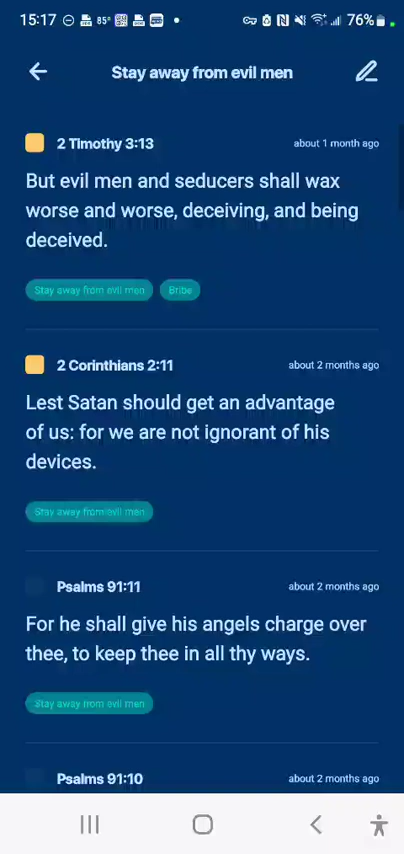 15:17 85° 76%
Stay away from evil men
2 Timothy 3:13 about 1 month ago
But evil men and seducers shall wax
worse and worse, deceiving, and being
deceived.
Stay away from evil men Bribe
2 Corinthians 2:11 about 2 months ago
Lest Satan should get an advantage
of us: for we are not ignorant of his
devices.
Stay away from evil men
Psalms 91:11 about 2 months ago
For he shall give his angels charge over
thee, to keep thee in all thy ways.
Stay away from evil men
Psalms 91:10 about 2 months ago